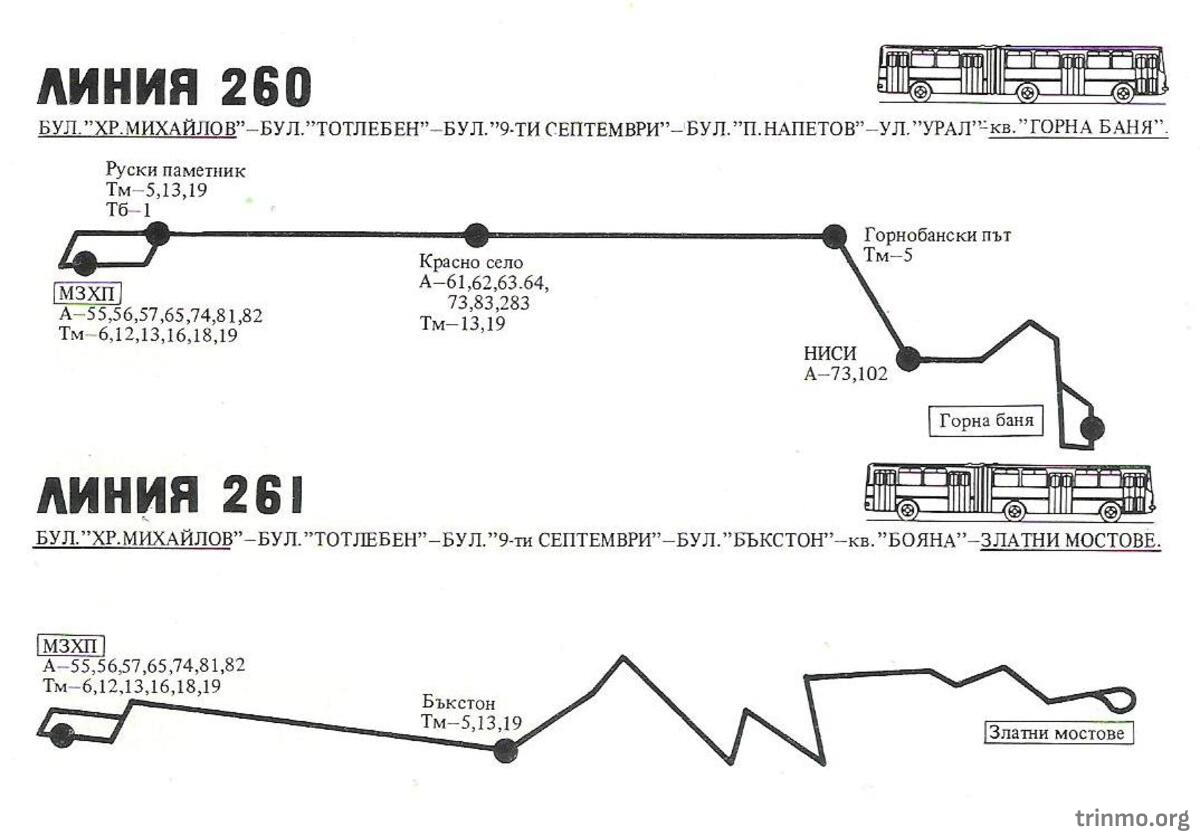 ЛИНИЯ 260
БУЛ."ХР.МИХАЙЛОВ"–БУЛ."ТОТЛЕБЕН"–БУЛ."9-ТИ СЕПТЕМВРИ"–БУЛ."П.НАПЕТОВ"–УЛ."УРАЛ"-кв."ГОРНА БАНЯ".
Руски паметник
Тм–5,13,19
Тб–1
Горнобански път
Тм–5
Красно село
А–61,62,63.64,
73,83,283
Тм–13,19
МЗХП
А–55,56,57,65,74,81,82
Тм–6,12,13,16,18,19
НИСИ
А–73,102
Горна баня
ЛИНИЯ 261
БУЛ."ХР.МИХАЙЛОВ"–БУЛ."ТОТЛЕБЕН"–БУЛ."9-ти СЕПТЕМВРИ"–БУЛ."БЪКСТОН"–кв."БОЯНА"–ЗЛАТНИ МОСТОВЕ.
МЗХП
А–55,56,57,65,74,81,82
Тм–6,12,13,16,18,19
Бъкстон
Тм–5,13,19
Златни мостове
trinmo.org